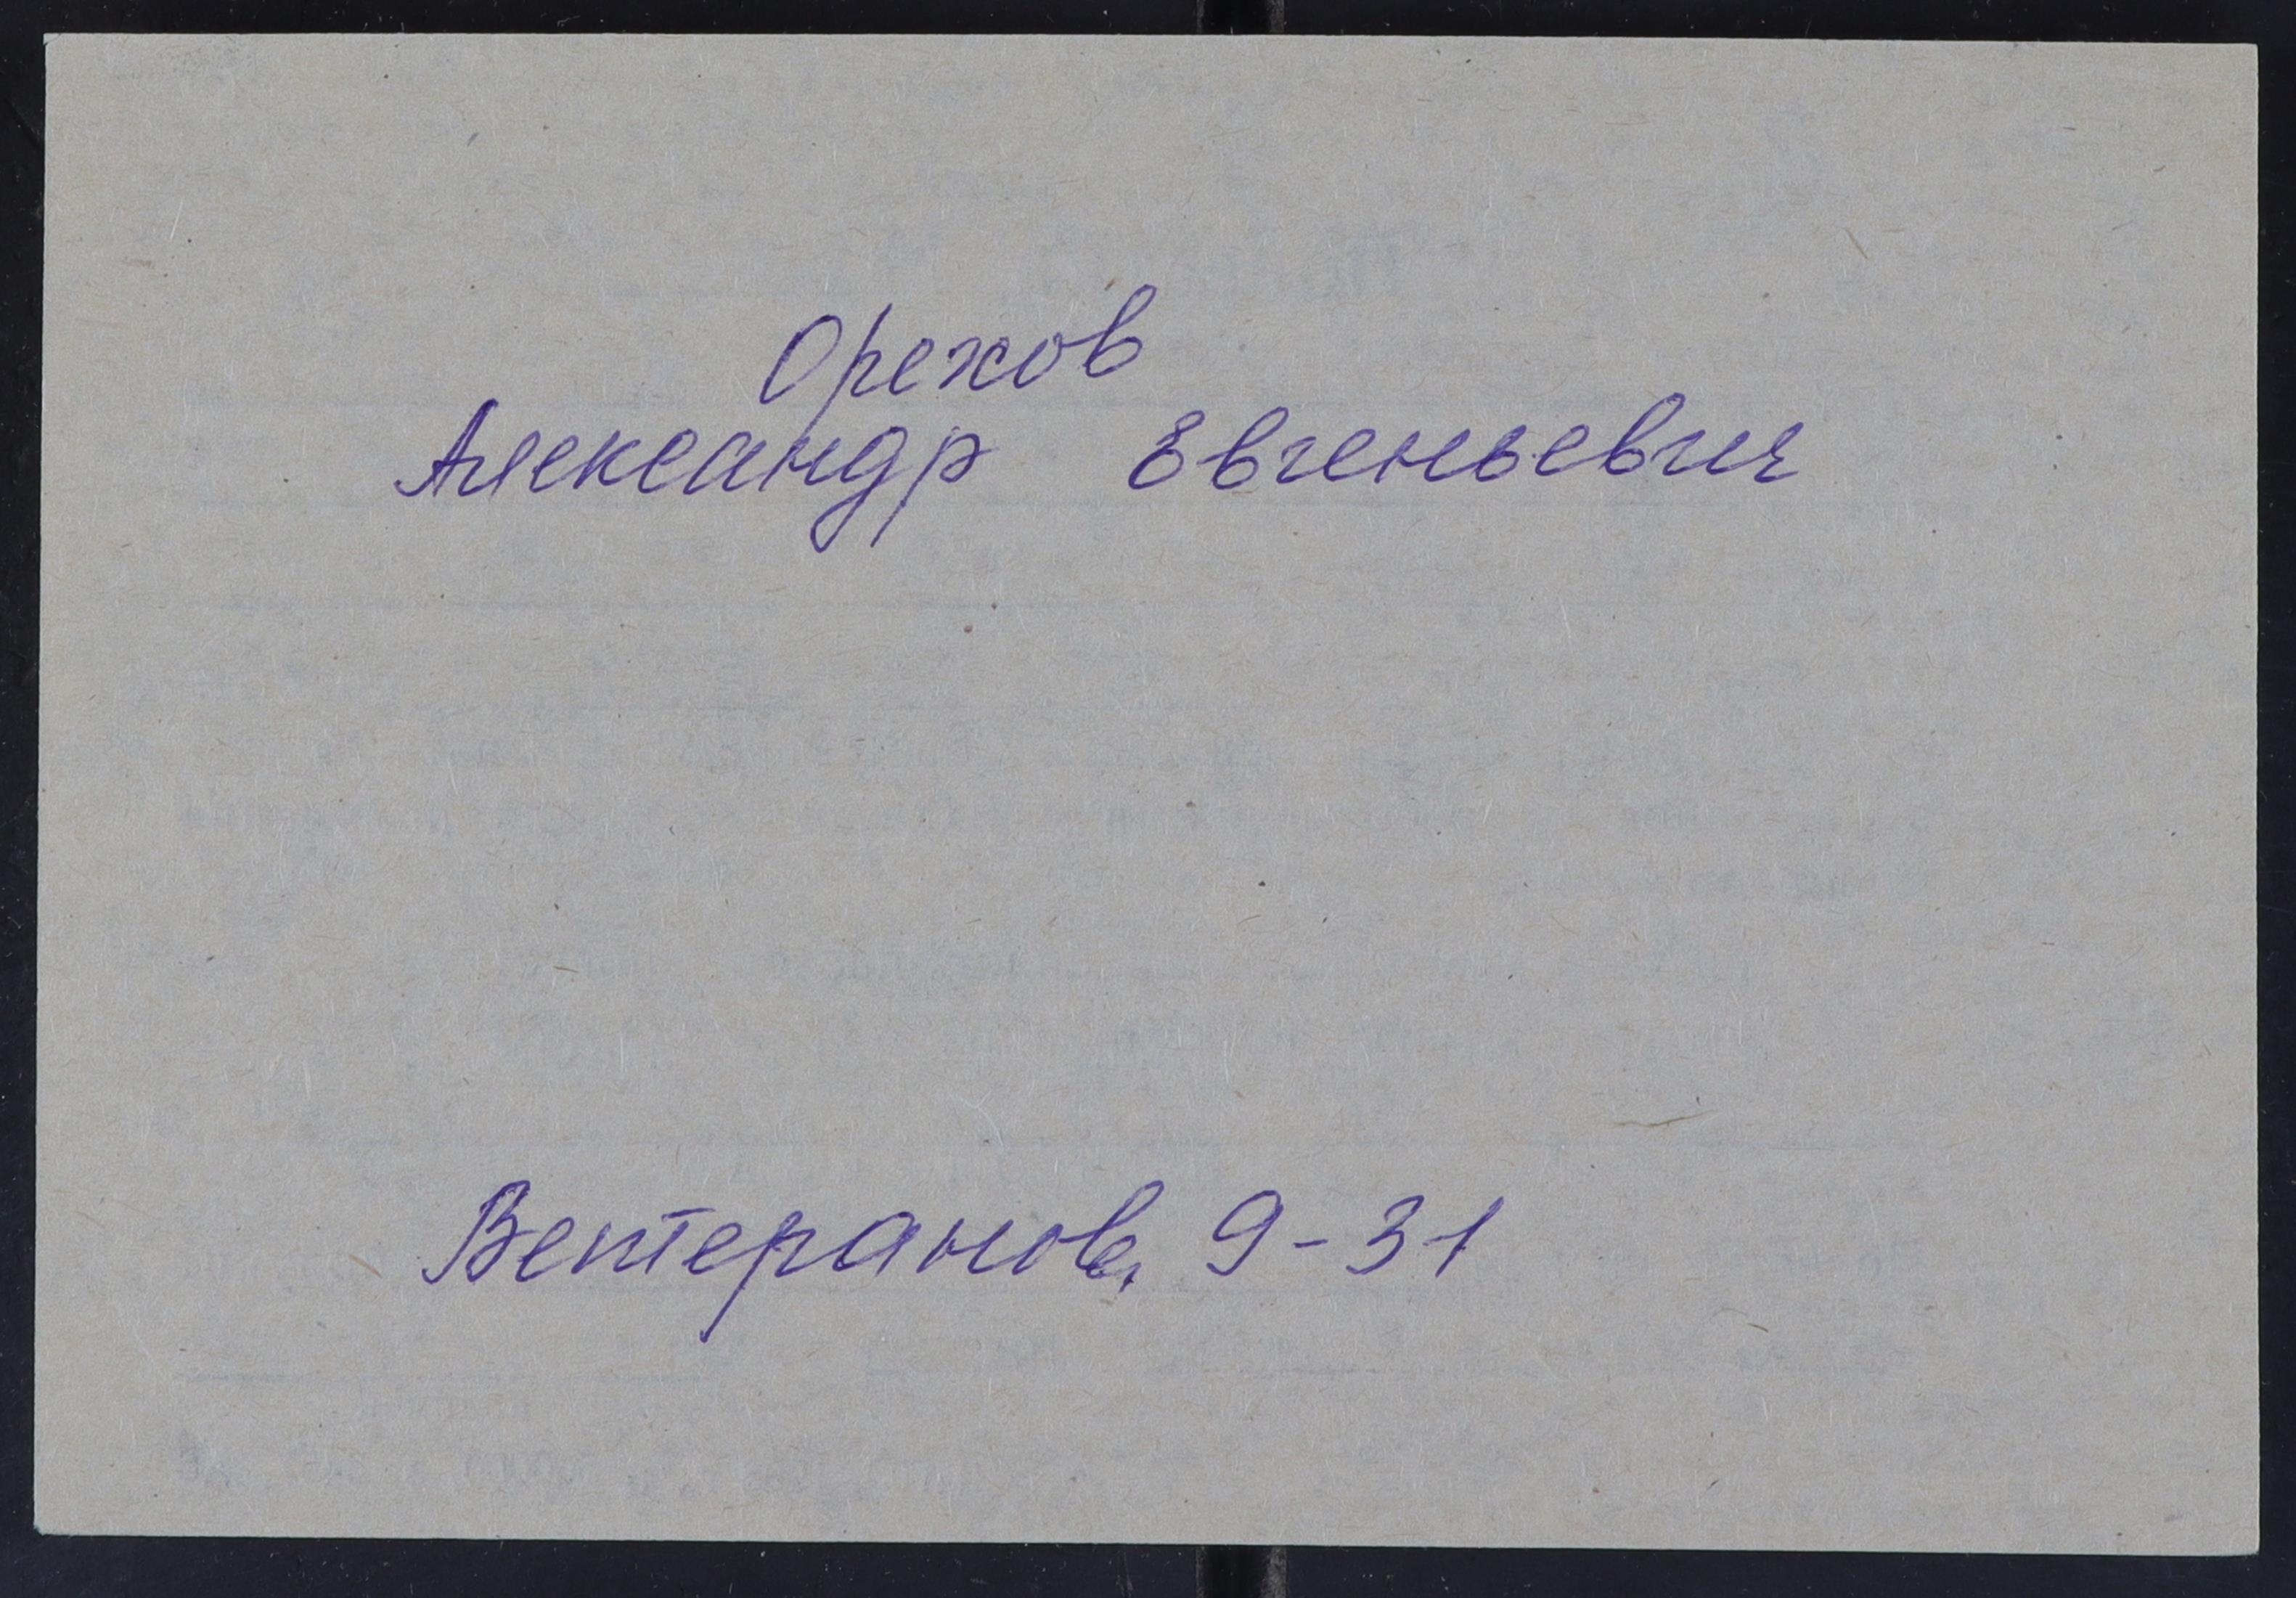 Орехов
Александр Евгеньевич
Ветеранов, 9-31